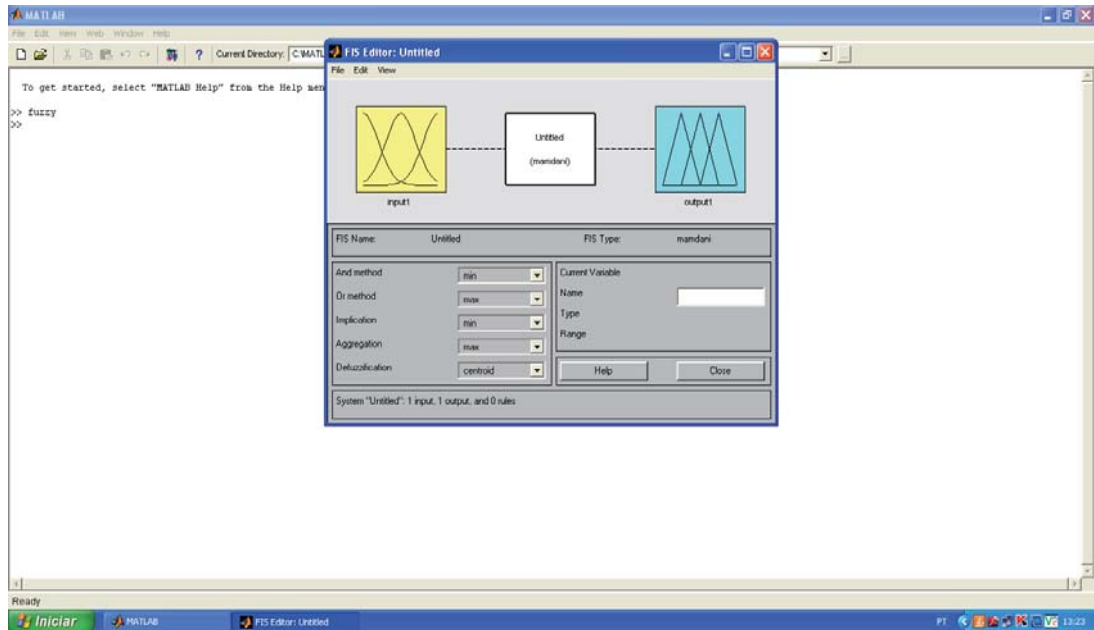 MATLAB
File Edit View Web Window Help
Current Directory: C:\MATL
To get started, select "MATLAB Help" from the Help men
>> fuzzy
>>
FIS Editor: Untitled
File Edit View
Untitled
(mamdani)
input1
output1
FIS Name: Untitled
FIS Type: mamdani
And method min
Or method max
Implication min
Aggregation max
Defuzzification centroid
Current Variable
Name
Type
Range
Help
Close
System "Untitled": 1 input, 1 output, and 0 rules
Ready
Iniciar
MATLAB
FIS Editor: Untitled
PT
13:23